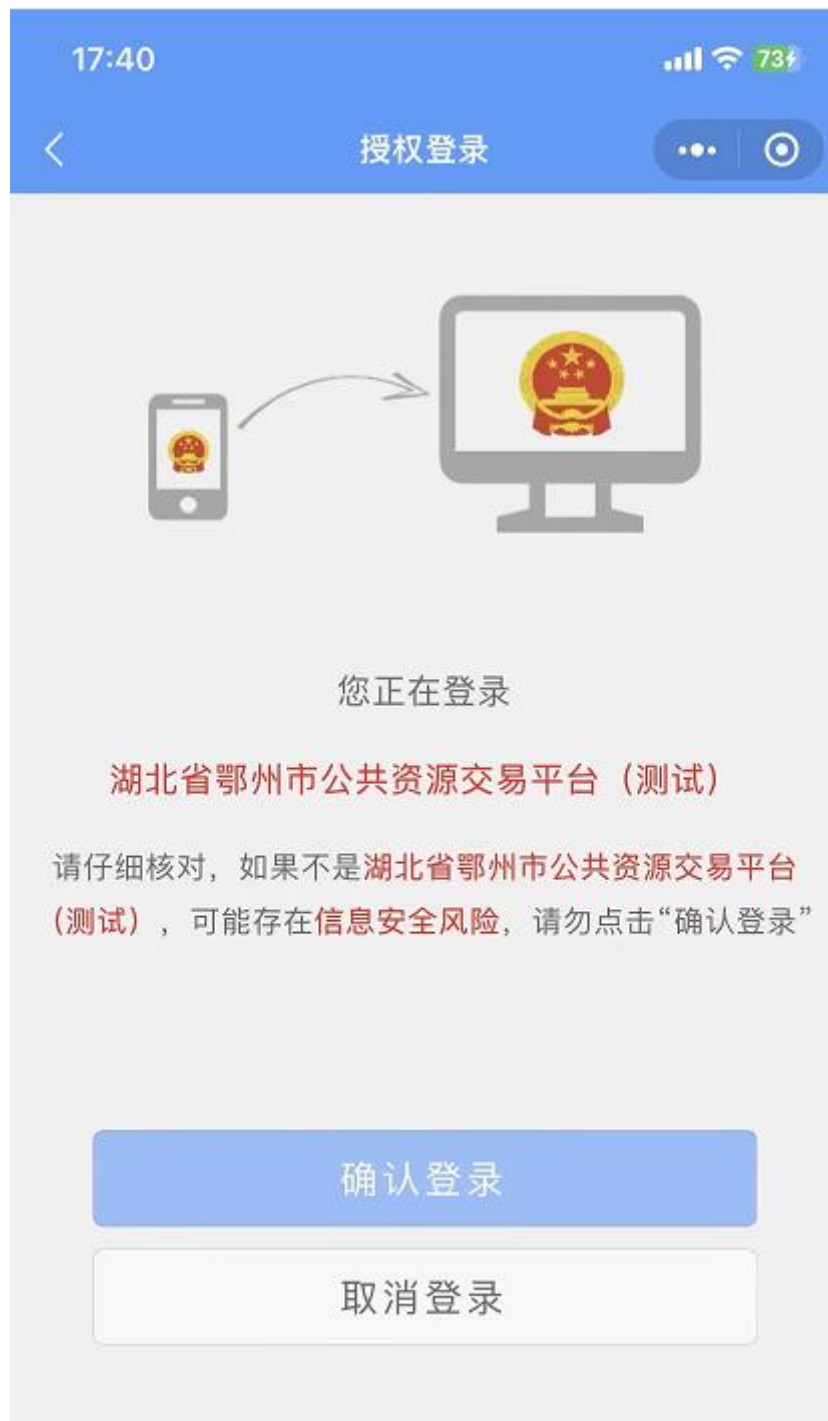 17:40
73
授权登录
您正在登录
湖北省鄂州市公共资源交易平台（测试）
请仔细核对，如果不是湖北省鄂州市公共资源交易平台
（测试），可能存在信息安全风险，请勿点击“确认登录”
确认登录
取消登录